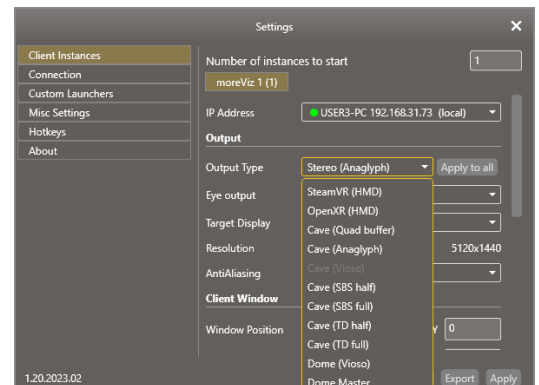 Settings
Client Instances
Connection
Custom Launchers
Misc Settings
Hotkeys
About
Number of instances to start 1
moreViz 1 (1)
IP Address USER3-PC 192.168.31.73 (local)
Output
Output Type Stereo (Anaglyph) Apply to all
Eye output
Target Display
Resolution 5120x1440
AntiAliasing
Client Window
Window Position Y 0
SteamVR (HMD)
OpenXR (HMD)
Cave (Quad buffer)
Cave (Anaglyph)
Cave (Vioso)
Cave (SBS half)
Cave (SBS full)
Cave (TD half)
Cave (TD full)
Dome (Vioso)
Dome Master
1.20.2023.02
Export Apply